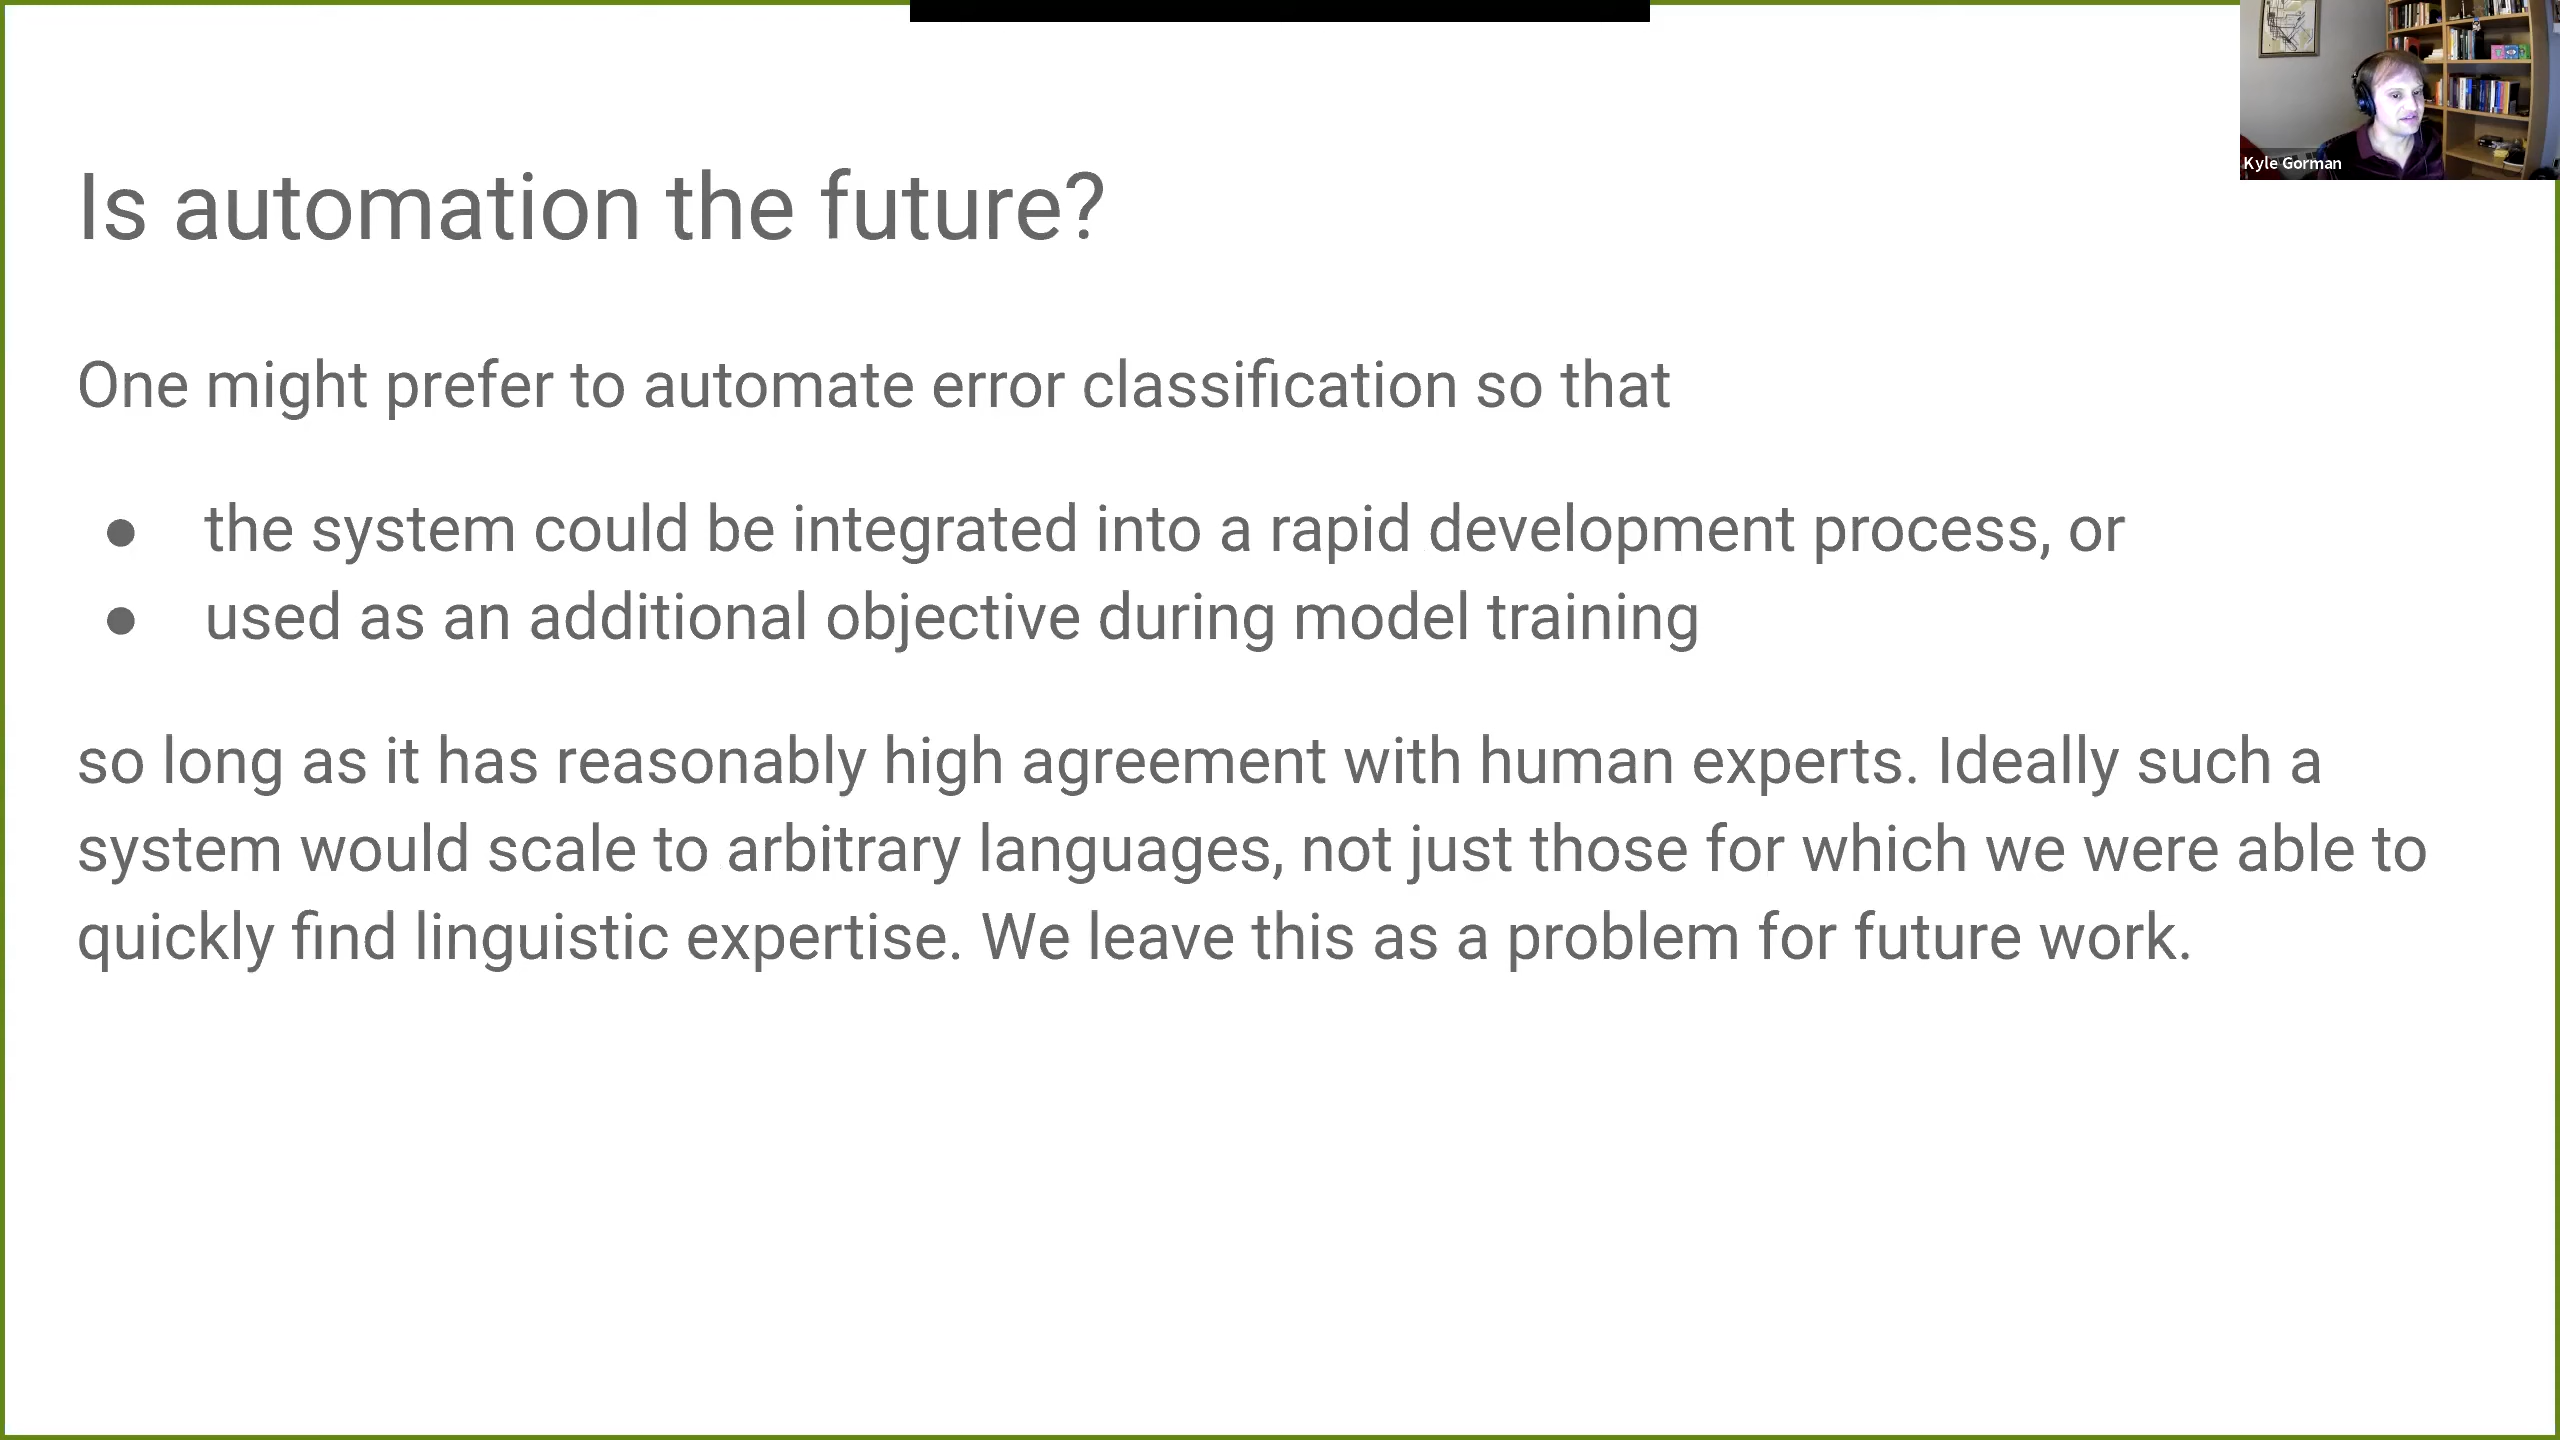 Kyle Gorman
Is automation the future?
One might prefer to automate error classification so that
● the system could be integrated into a rapid development process, or
● used as an additional objective during model training
so long as it has reasonably high agreement with human experts. Ideally such a
system would scale to arbitrary languages, not just those for which we were able to
quickly find linguistic expertise. We leave this as a problem for future work.